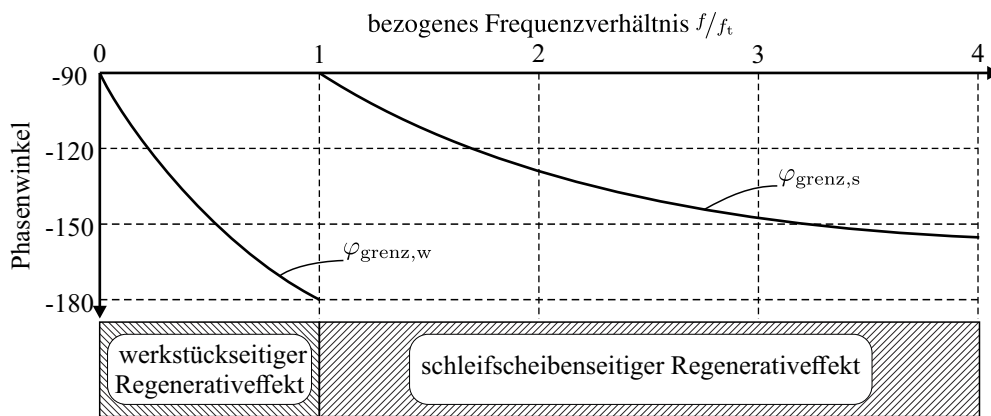 bezogenes Frequenzverhältnis f/ft
0 1 2 3 4
-90
-120
-150
-180
Phasenwinkel
φgrenz,s
φgrenz,w
werkstückseitiger
Regenerativeffekt
schleifscheibenseitiger Regenerativeffekt